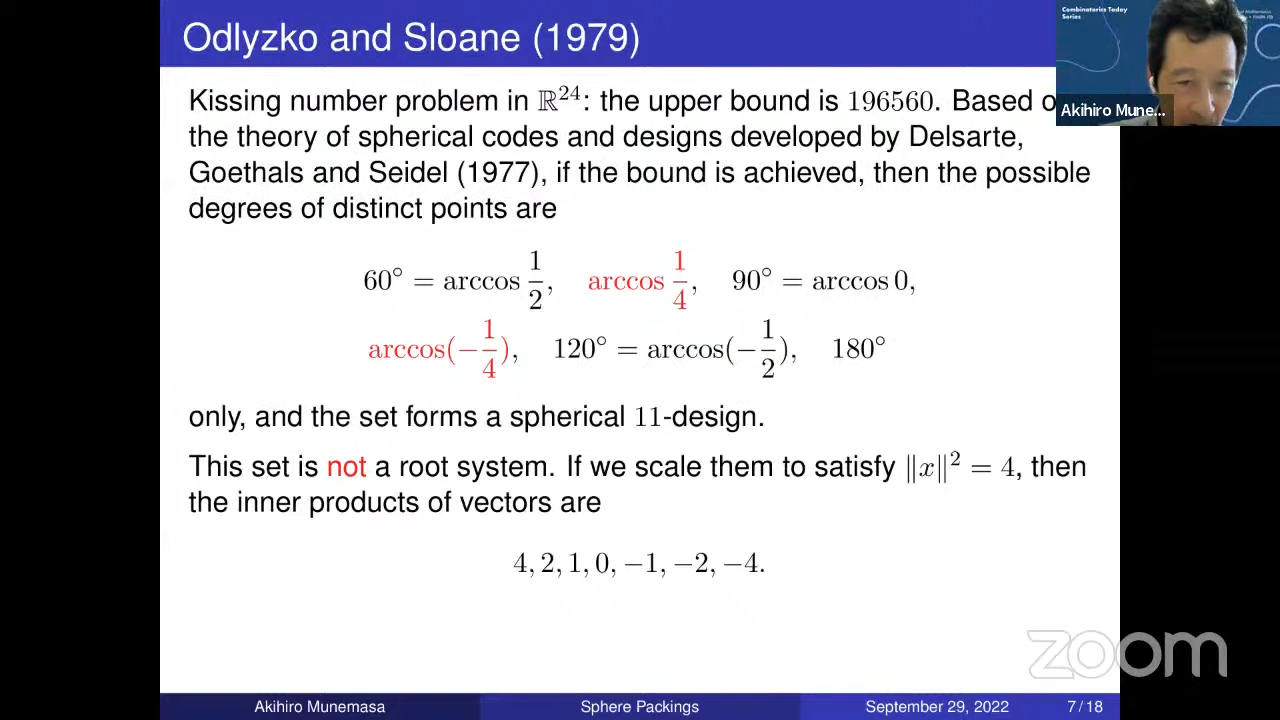 Odlyzko and Sloane (1979)
Combinatorics Today
Series
Akihiro Mune...
Kissing number problem in ℝ²⁴: the upper bound is 196560. Based o
the theory of spherical codes and designs developed by Delsarte,
Goethals and Seidel (1977), if the bound is achieved, then the possible
degrees of distinct points are
60° = arccos 1/2, arccos 1/4, 90° = arccos 0,
arccos(−1/4), 120° = arccos(−1/2), 180°
only, and the set forms a spherical 11-design.
This set is not a root system. If we scale them to satisfy ‖x‖² = 4, then
the inner products of vectors are
4, 2, 1, 0, −1, −2, −4.
zoom
Akihiro Munemasa Sphere Packings September 29, 2022 7 / 18